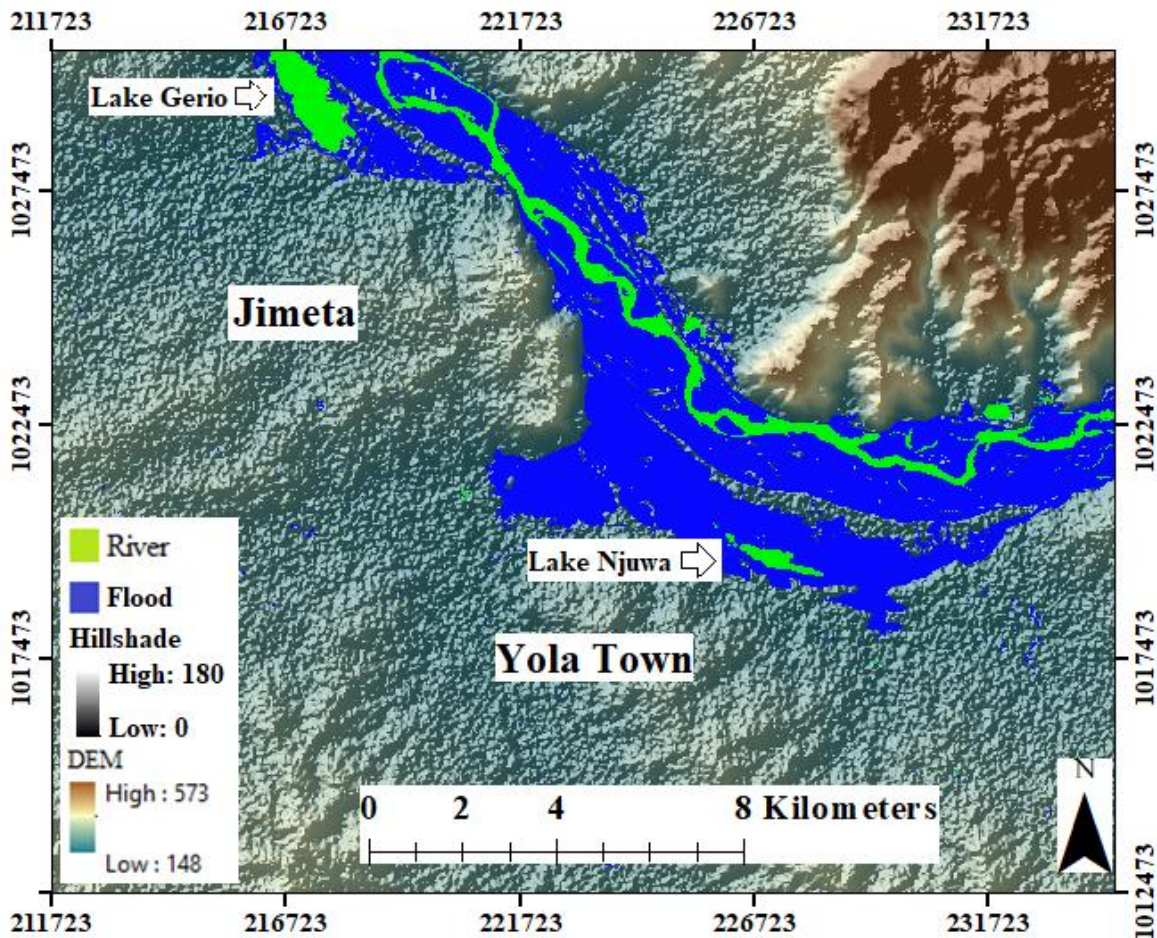 211723 216723 221723 226723 231723
Lake Gerio
1027473 1027473
Jimeta
1022473 1022473
River
Flood
Hillshade
High: 180
Low: 0
DEM
High : 573
Low : 148
Lake Njuwa
Yola Town
1017473 1017473
0 2 4 8 Kilometers
N
1012473
211723 216723 221723 226723 231723